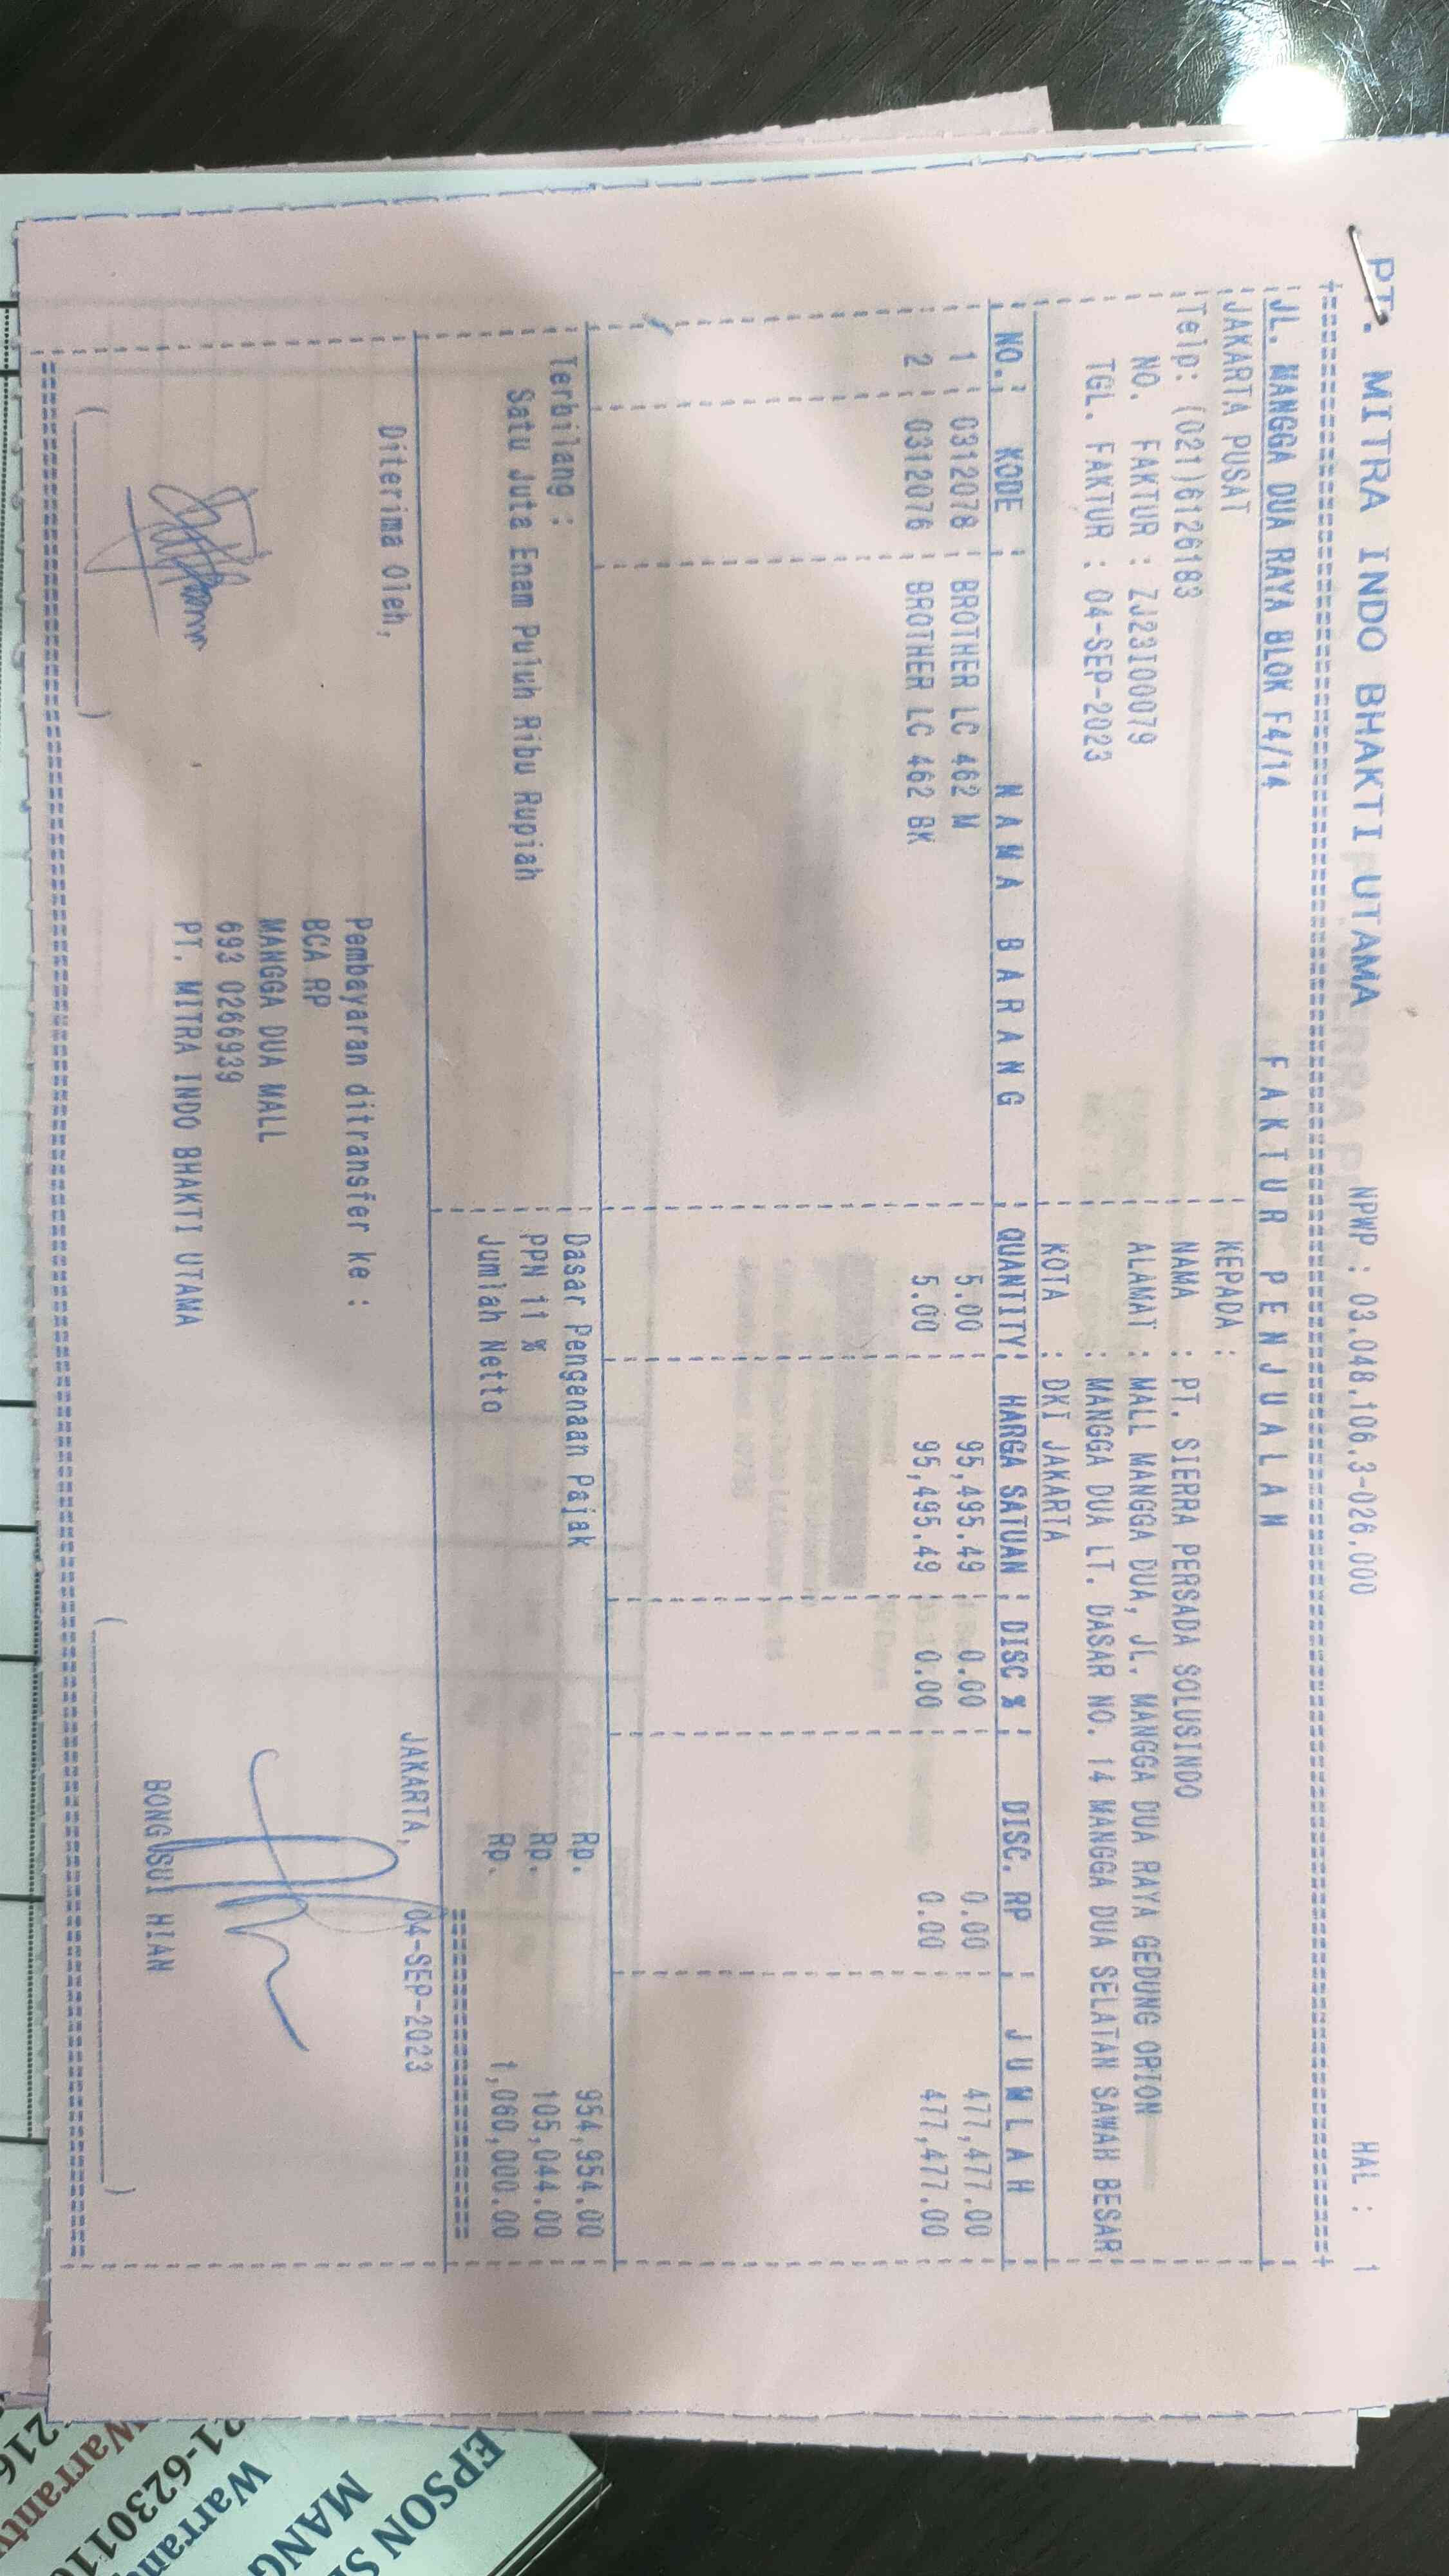 PT. MITRA INDO BHAKTI UTAMA NPWP : 03.048.106.3-026.000 HAL : 1
JL. MANGGA DUA RAYA BLOK F4/14 F A K T U R P E N J U A L A N
JAKARTA PUSAT KEPADA :
Telp: (021)6126183 NAMA : PT. SIERRA PERSADA SOLUSINDO
NO. FAKTUR : ZJ23I00079 ALAMAT : MALL MANGGA DUA, JL. MANGGA DUA RAYA GEDUNG ORION
TGL. FAKTUR : 04-SEP-2023 : MANGGA DUA LT. DASAR NO. 14 MANGGA DUA SELATAN SAWAH BESAR
KOTA : DKI JAKARTA
NO. KODE N A M A B A R A N G QUANTITY HARGA SATUAN DISC % DISC. RP J U M L A H
1 0312078 BROTHER LC 462 M 5.00 95,495.49 0.00 0.00 477,477.00
2 0312076 BROTHER LC 462 BK 5.00 95,495.49 0.00 0.00 477,477.00
Terbilang : Dasar Pengenaan Pajak Rp. 954,954.00
Satu Juta Enam Puluh Ribu Rupiah PPN 11 % Rp. 105,044.00
Jumlah Netto Rp. 1,060,000.00
Diterima Oleh, JAKARTA, 04-SEP-2023
Pembayaran ditransfer ke :
BCA RP
MANGGA DUA MALL
693 0266939
PT. MITRA INDO BHAKTI UTAMA BONG SUI HIAN
EPSON
MANG
Warran
21-6230110
Warranty
216